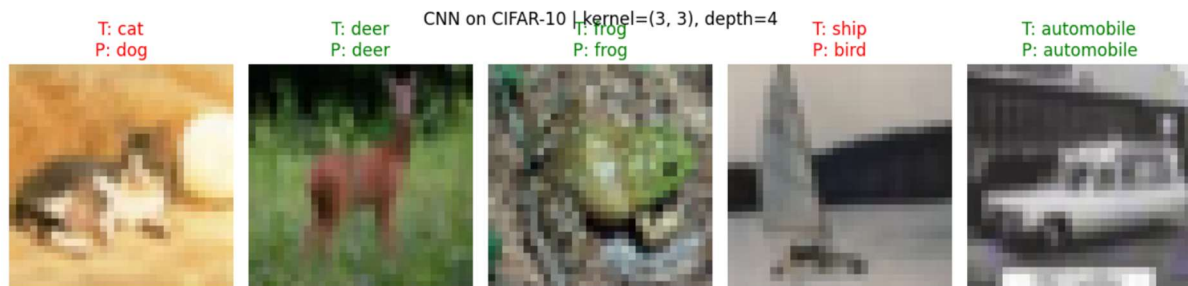 CNN on CIFAR-10 | kernel=(3, 3), depth=4
T: cat
P: dog
T: deer
P: deer
T: frog
P: frog
T: ship
P: bird
T: automobile
P: automobile